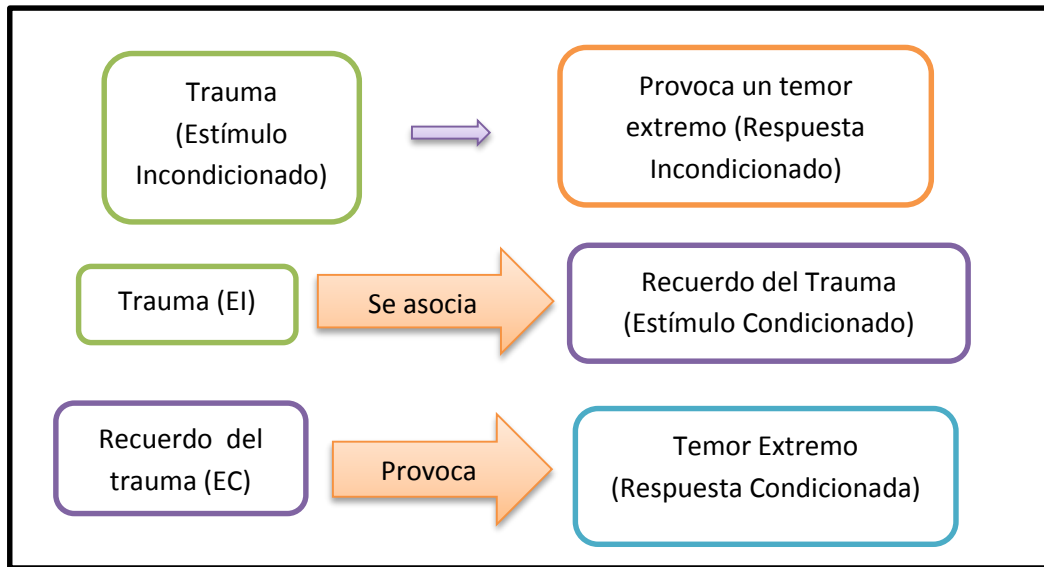 Trauma
(Estímulo
Incondicionado)
Provoca un temor
extremo (Respuesta
Incondicionado)
Trauma (EI)
Se asocia
Recuerdo del Trauma
(Estímulo Condicionado)
Recuerdo del
trauma (EC)
Provoca
Temor Extremo
(Respuesta Condicionada)